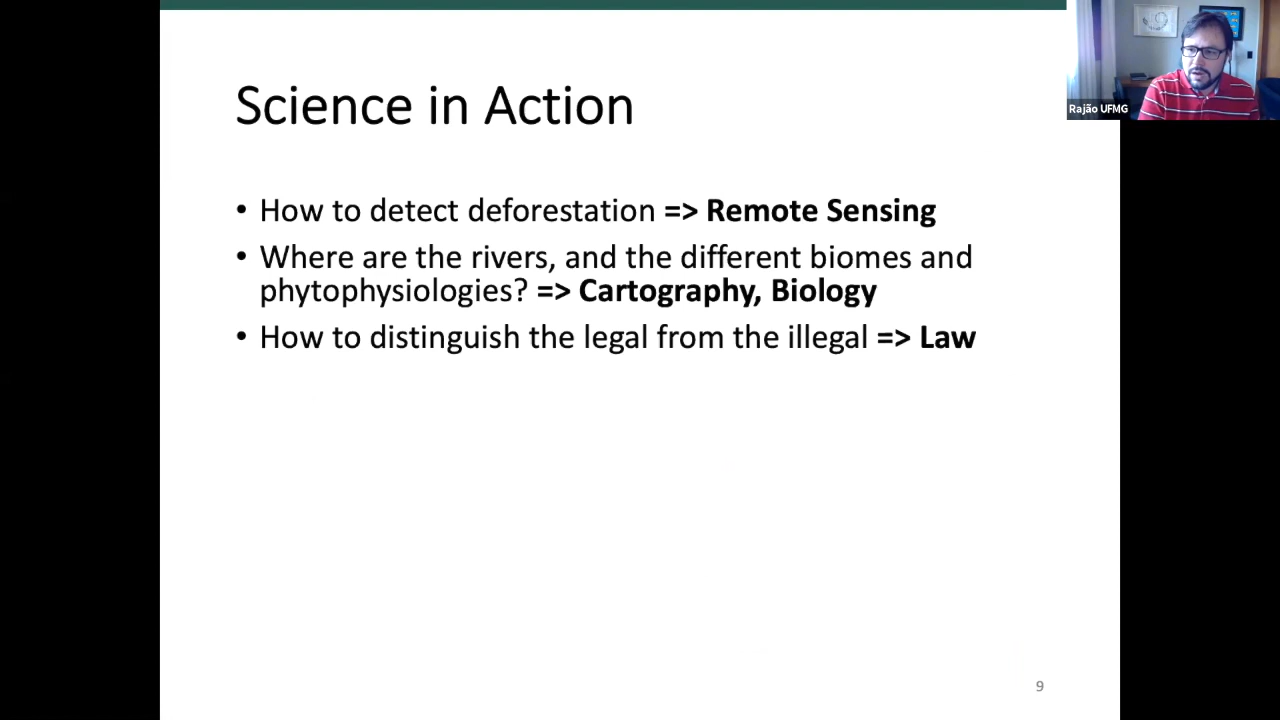 Science in Action
• How to detect deforestation => Remote Sensing
• Where are the rivers, and the different biomes and
phytophysiologies? => Cartography, Biology
• How to distinguish the legal from the illegal => Law
9
Rajão UFMG